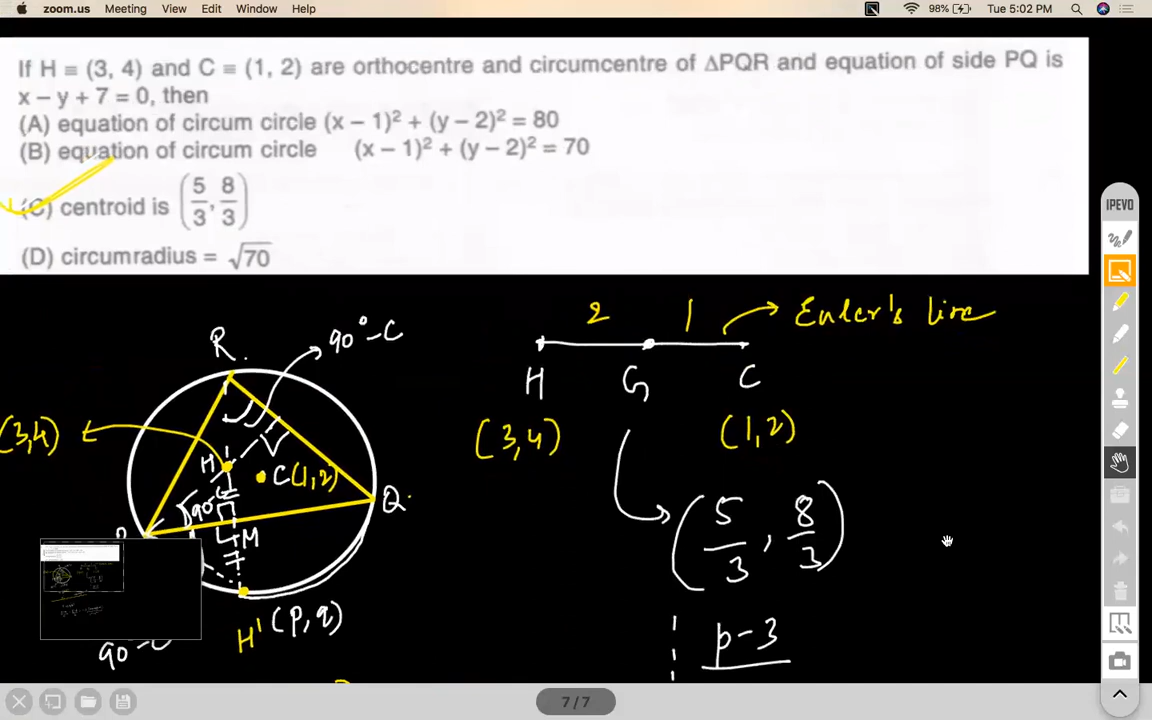 zoom.us Meeting View Edit Window Help 98% Tue 5:02 PM
If H ≡ (3, 4) and C ≡ (1, 2) are orthocentre and circumcentre of ΔPQR and equation of side PQ is
x – y + 7 = 0, then
(A) equation of circum circle (x – 1)² + (y – 2)² = 80
(B) equation of circum circle (x – 1)² + (y – 2)² = 70
(C) centroid is (5/3, 8/3)
(D) circumradius = √70
IPEVO
2 1 Euler's line
R 90°-C
H G C
(3,4)
(3,4) (1,2)
H C(1,2)
90° Q
M
(5/3, 8/3)
H' (p,q)
p-3
90-C
7 / 7